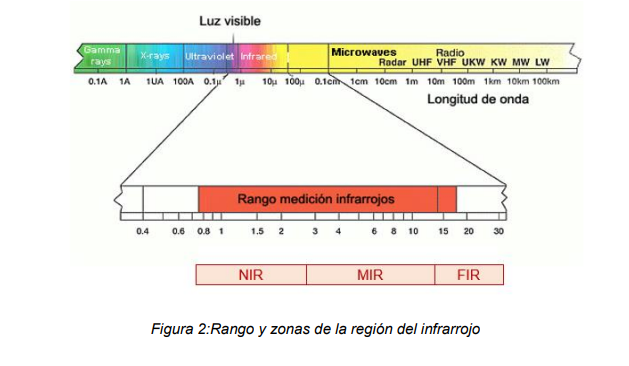 Luz visible
Gamma rays X-rays Ultraviolet Infrared Microwaves Radio
Radar UHF VHF UKW KW MW LW
0.1A 1A 1UA 100A 0.1μ 1μ 10μ 100μ 0.1cm 1cm 10cm 1m 10m 100m 1km 10km 100km
Longitud de onda
Rango medición infrarrojos
0.4 0.6 0.8 1 1.5 2 3 4 6 8 10 15 20 30
NIR MIR FIR
Figura 2:Rango y zonas de la región del infrarrojo